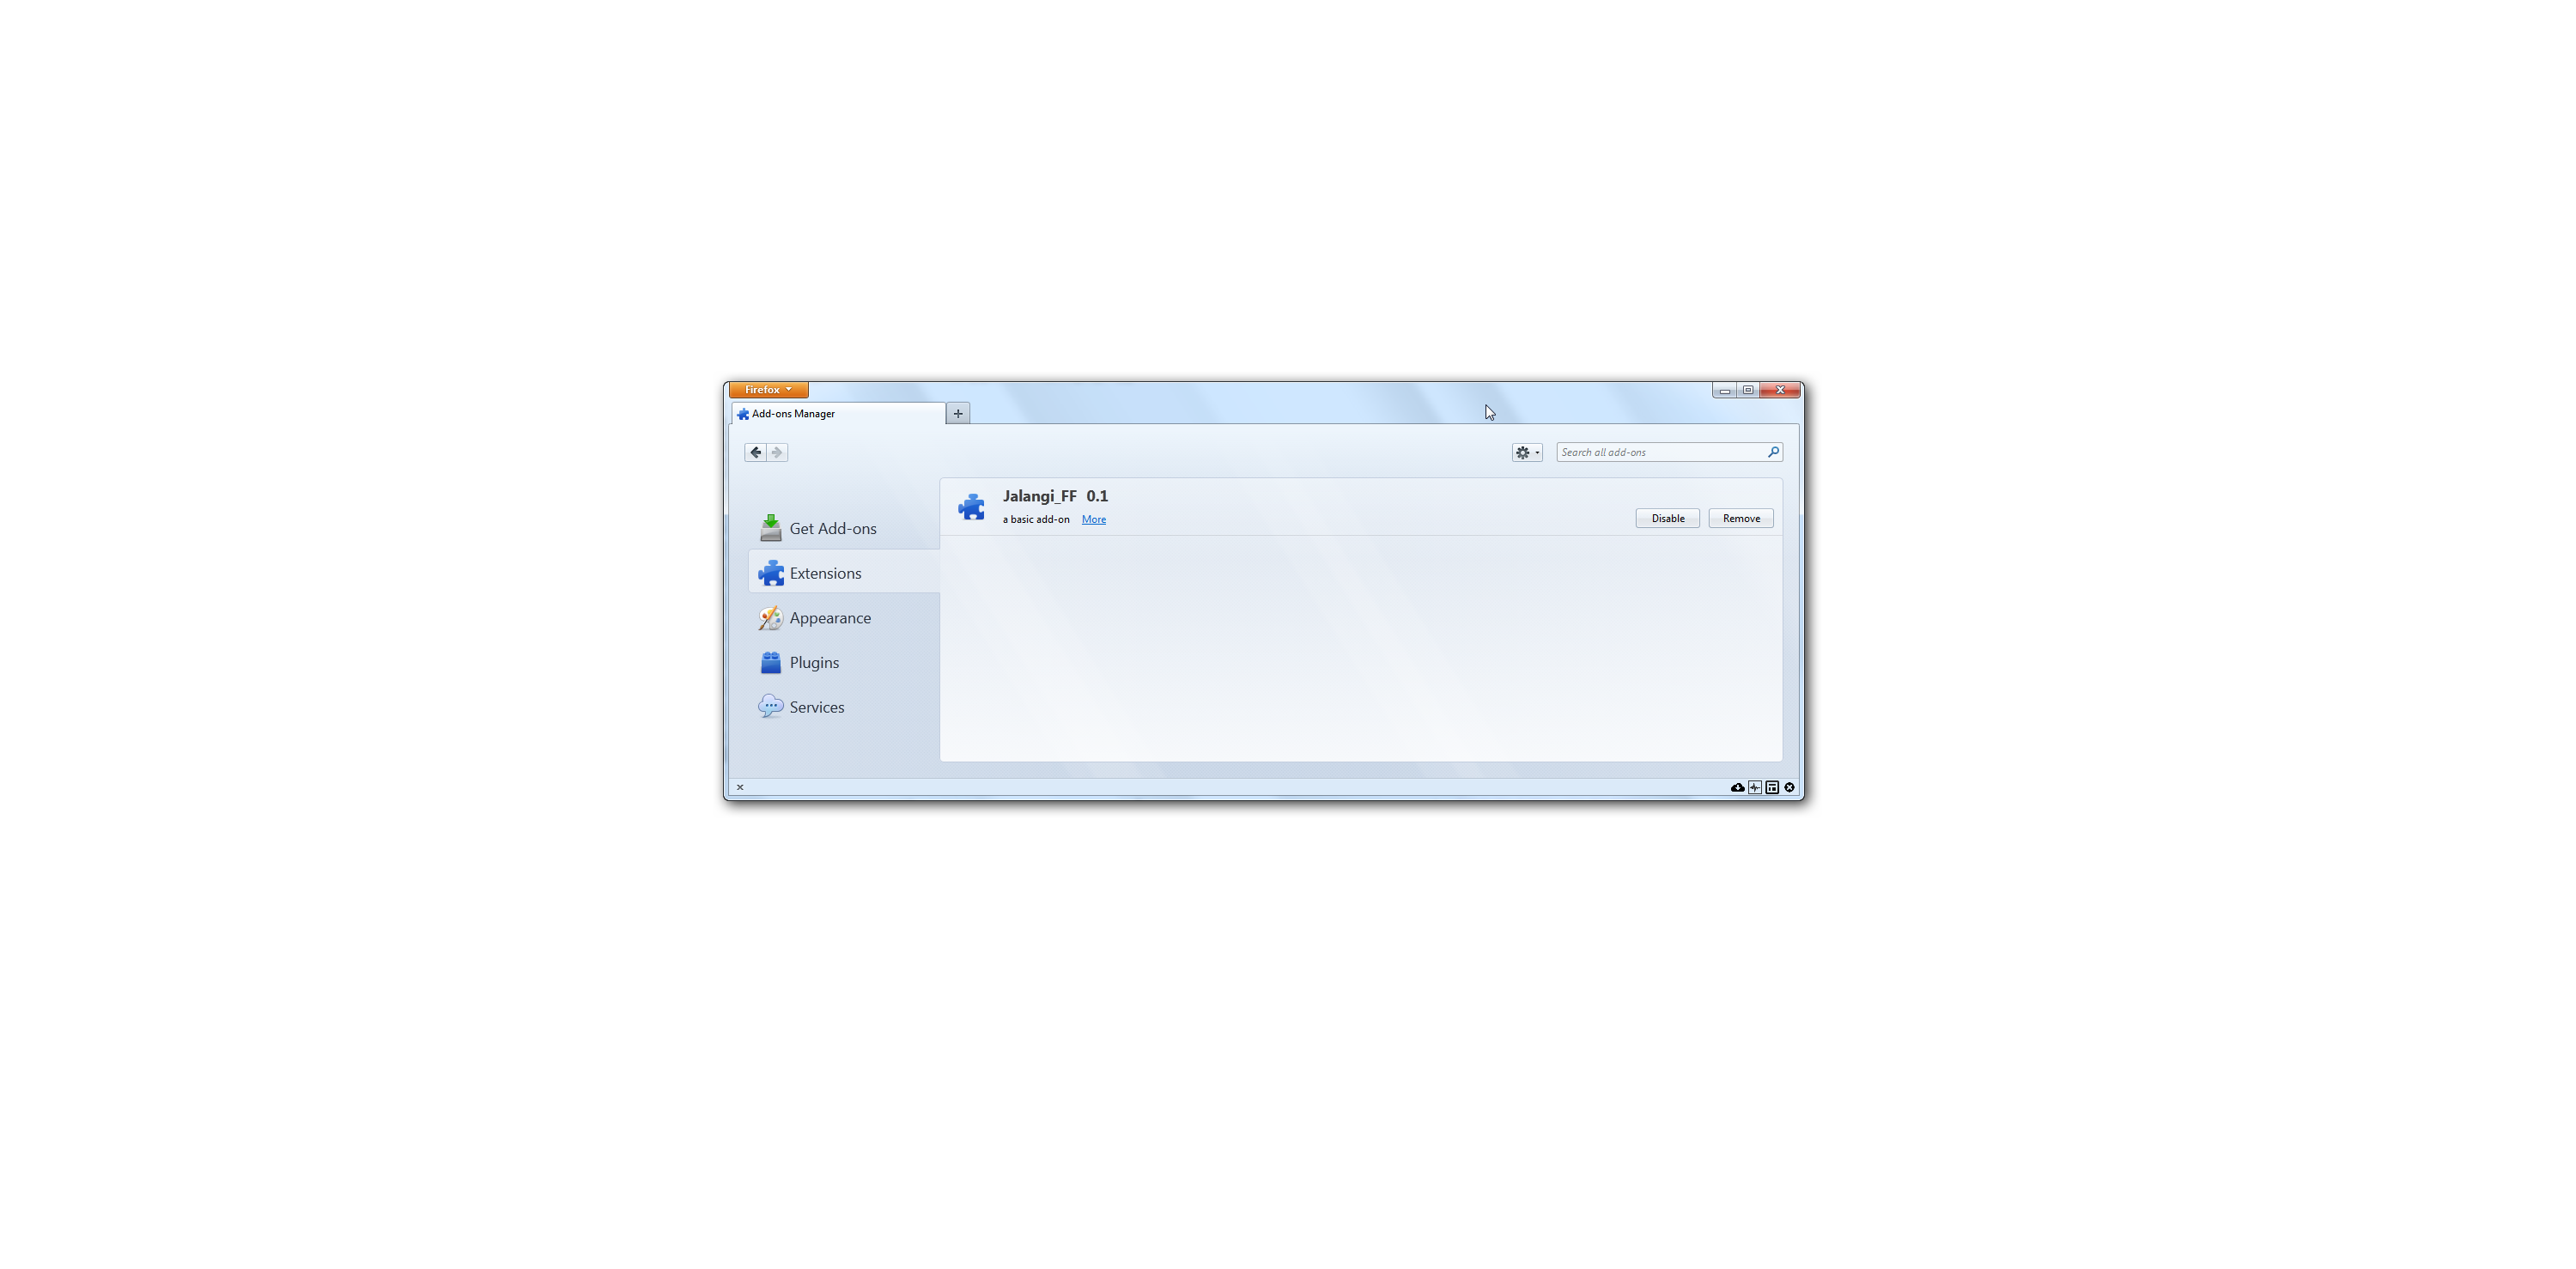 Firefox
Add-ons Manager
Search all add-ons
Jalangi_FF 0.1
a basic add-on More
Disable Remove
Get Add-ons
Extensions
Appearance
Plugins
Services